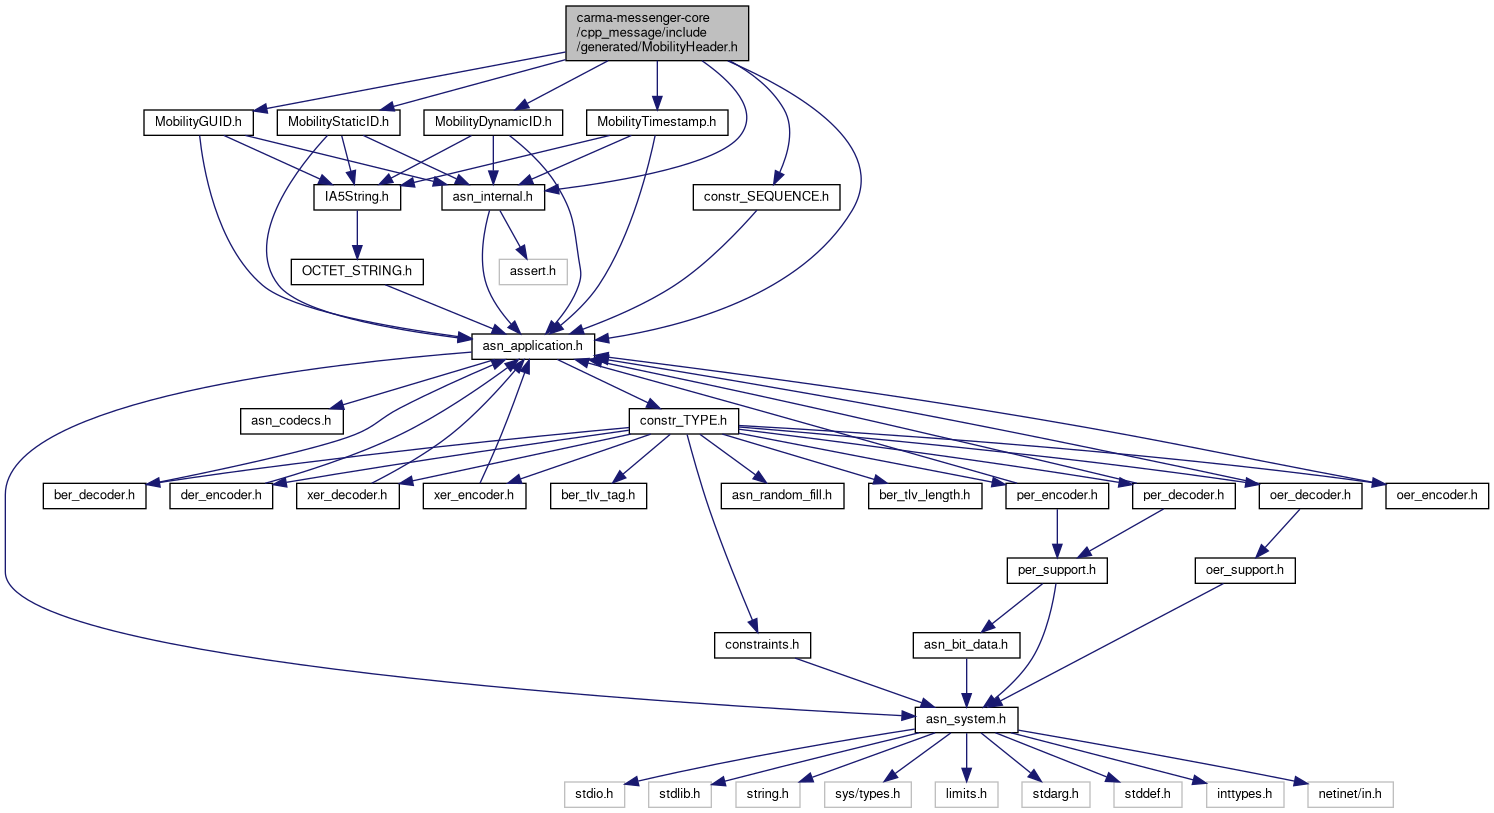 carma-messenger-core
/cpp_message/include
/generated/MobilityHeader.h
MobilityGUID.h
MobilityStaticID.h
MobilityDynamicID.h
MobilityTimestamp.h
IA5String.h
asn_internal.h
constr_SEQUENCE.h
OCTET_STRING.h
assert.h
asn_application.h
asn_codecs.h
constr_TYPE.h
ber_decoder.h
der_encoder.h
xer_decoder.h
xer_encoder.h
ber_tlv_tag.h
asn_random_fill.h
ber_tlv_length.h
per_encoder.h
per_decoder.h
oer_decoder.h
oer_encoder.h
per_support.h
oer_support.h
constraints.h
asn_bit_data.h
asn_system.h
stdio.h
stdlib.h
string.h
sys/types.h
limits.h
stdarg.h
stddef.h
inttypes.h
netinet/in.h